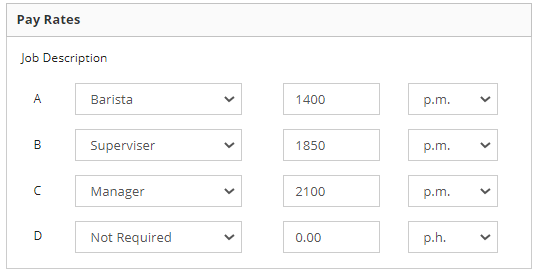 Pay Rates
Job Description
A Barista 1400 p.m.
B Superviser 1850 p.m.
C Manager 2100 p.m.
D Not Required 0.00 p.h.